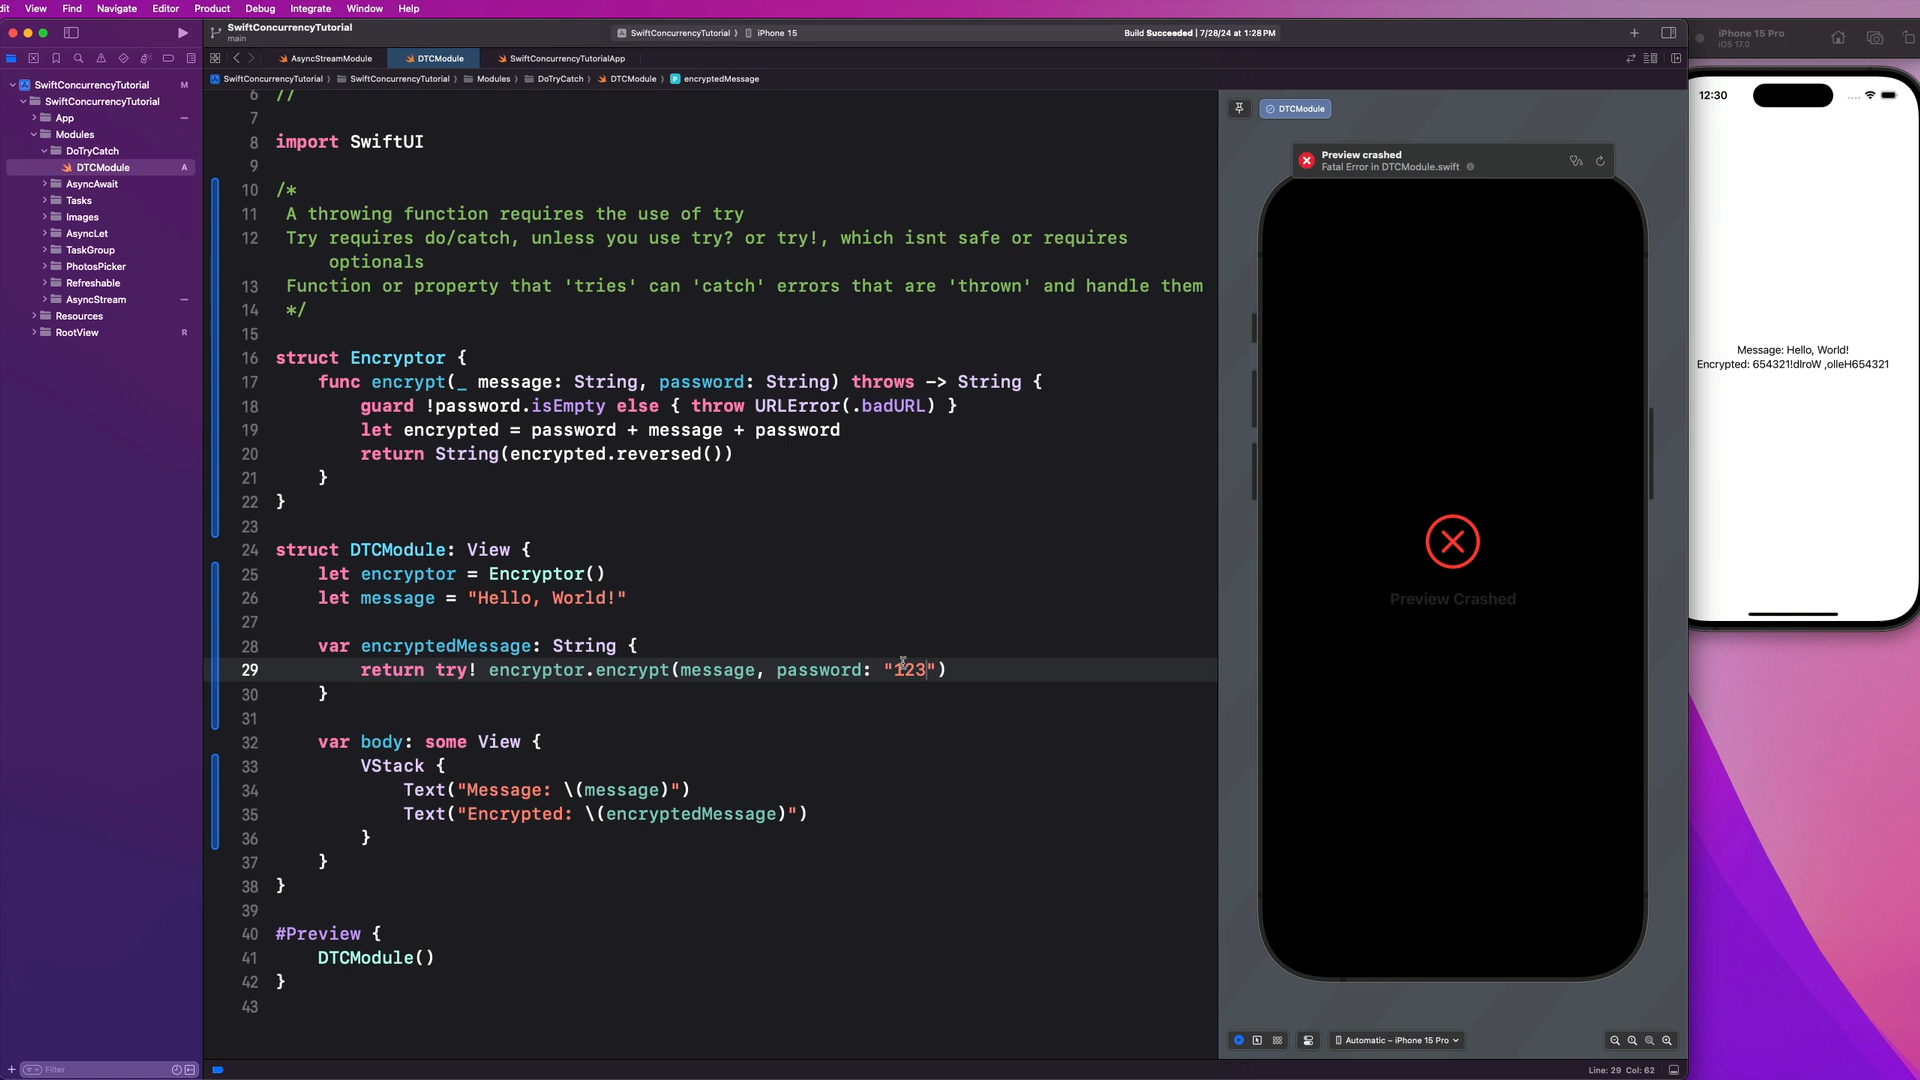 dit View Find Navigate Editor Product Debug Integrate Window Help
SwiftConcurrencyTutorial
main
SwiftConcurrencyTutorial
iPhone 15
Build Succeeded | 7/28/24 at 1:28 PM
iPhone 15 Pro
iOS 17.0
AsyncStreamModule
DTCModule
SwiftConcurrencyTutorialApp
SwiftConcurrencyTutorial SwiftConcurrencyTutorial Modules DoTryCatch DTCModule encryptedMessage
SwiftConcurrencyTutorial M
SwiftConcurrencyTutorial
App
Modules
DoTryCatch
DTCModule A
AsyncAwait
Tasks
Images
AsyncLet
TaskGroup
PhotosPicker
Refreshable
AsyncStream
Resources
RootView R
Filter
6 //
7
8 import SwiftUI
9
10 /*
11 A throwing function requires the use of try
12 Try requires do/catch, unless you use try? or try!, which isnt safe or requires
optionals
13 Function or property that 'tries' can 'catch' errors that are 'thrown' and handle them
14 */
15
16 struct Encryptor {
17 func encrypt(_ message: String, password: String) throws -> String {
18 guard !password.isEmpty else { throw URLError(.badURL) }
19 let encrypted = password + message + password
20 return String(encrypted.reversed())
21 }
22 }
23
24 struct DTCModule: View {
25 let encryptor = Encryptor()
26 let message = "Hello, World!"
27
28 var encryptedMessage: String {
29 return try! encryptor.encrypt(message, password: "123")
30 }
31
32 var body: some View {
33 VStack {
34 Text("Message: \(message)")
35 Text("Encrypted: \(encryptedMessage)")
36 }
37 }
38 }
39
40 #Preview {
41 DTCModule()
42 }
43
DTCModule
Preview crashed
Fatal Error in DTCModule.swift
Preview Crashed
Automatic – iPhone 15 Pro
Line: 29 Col: 62
12:30
Message: Hello, World!
Encrypted: 654321!dlroW ,olleH654321